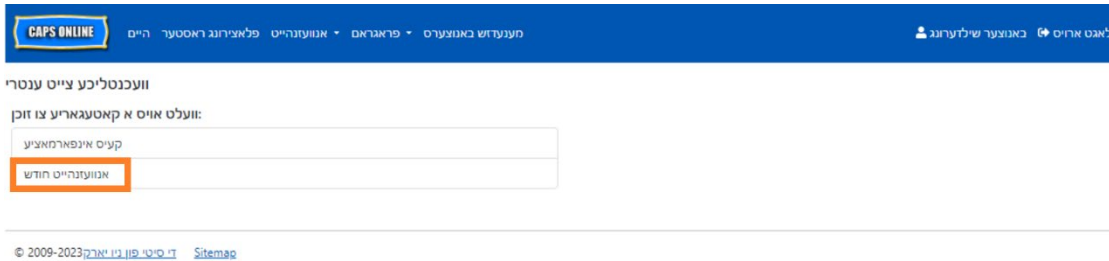 CAPS ONLINE היים פלאצירונג ראסטער אנוועזנהייט פראגראם מענעדזש באנוצערס באנוצער שילדערונג לאגט ארויס
וועכנטליכע צייט ענטרי
וועלט אויס א קאטעגאריע צו זוכן:
קעיס אינפארמאציע
אנוועזנהייט חודש
© 2009-2023 די סיטי פון ניו יארק Sitemap